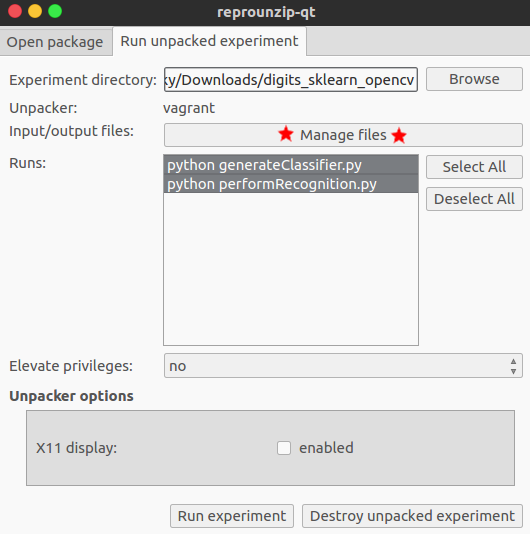 reprounzip-qt
Open package
Run unpacked experiment
Experiment directory: xy/Downloads/digits_sklearn_opencv Browse
Unpacker: vagrant
Input/output files: Manage files
Runs: python generateClassifier.py Select All
python performRecognition.py Deselect All
Elevate privileges: no
Unpacker options
X11 display: enabled
Run experiment Destroy unpacked experiment